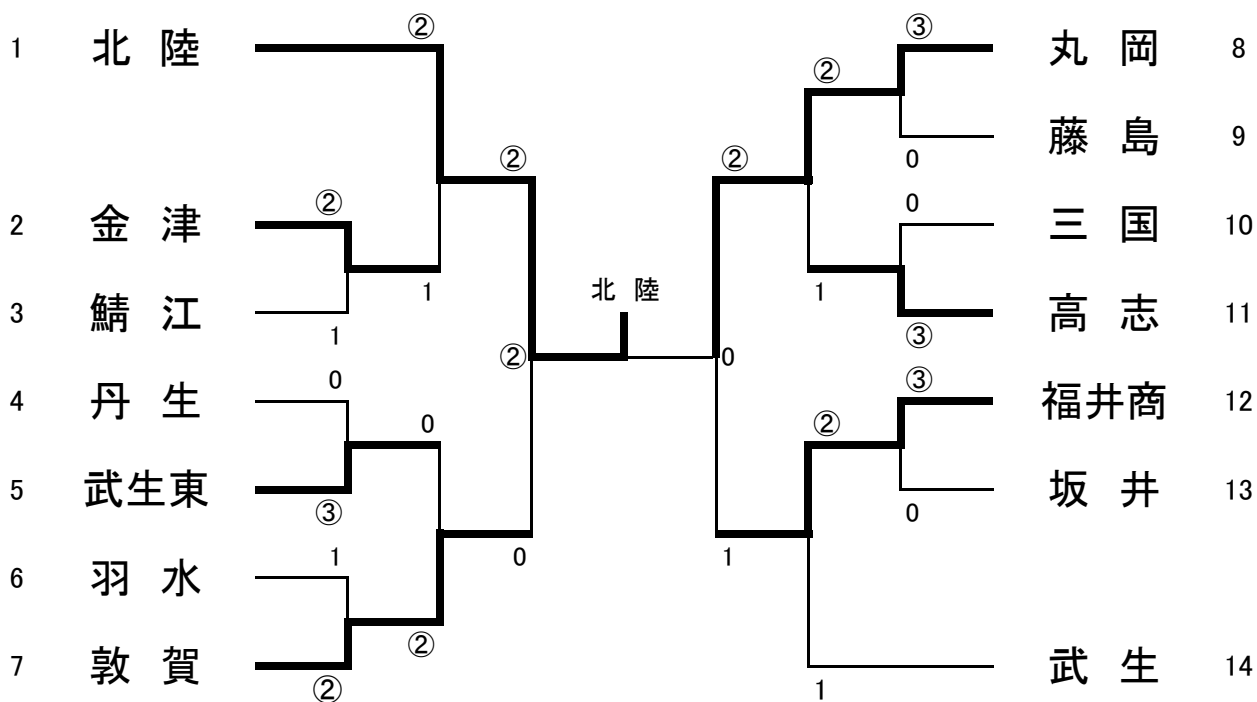 ② ③
1 北 陸 丸 岡 8
②
藤 島 9
② ② 0
② 0
2 金 津 三 国 10
1 北 陸 1
3 鯖 江 高 志 11
1 ③
② 0
0 ③
4 丹 生 福井商 12
0 ②
5 武生東 坂 井 13
③ 0
1 0 1
6 羽 水
②
7 敦 賀 武 生 14
② 1